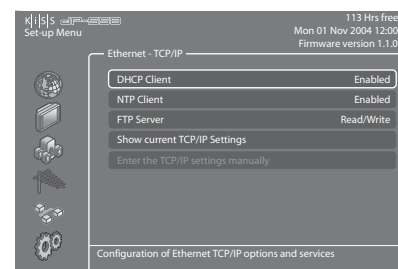 KiSS DP-558
113 Hrs free
Set-up Menu
Mon 01 Nov 2004 12:00
Firmware version 1.1.0
Ethernet - TCP/IP
DHCP Client Enabled
NTP Client Enabled
FTP Server Read/Write
Show current TCP/IP Settings
Enter the TCP/IP settings manually
Configuration of Ethernet TCP/IP options and services